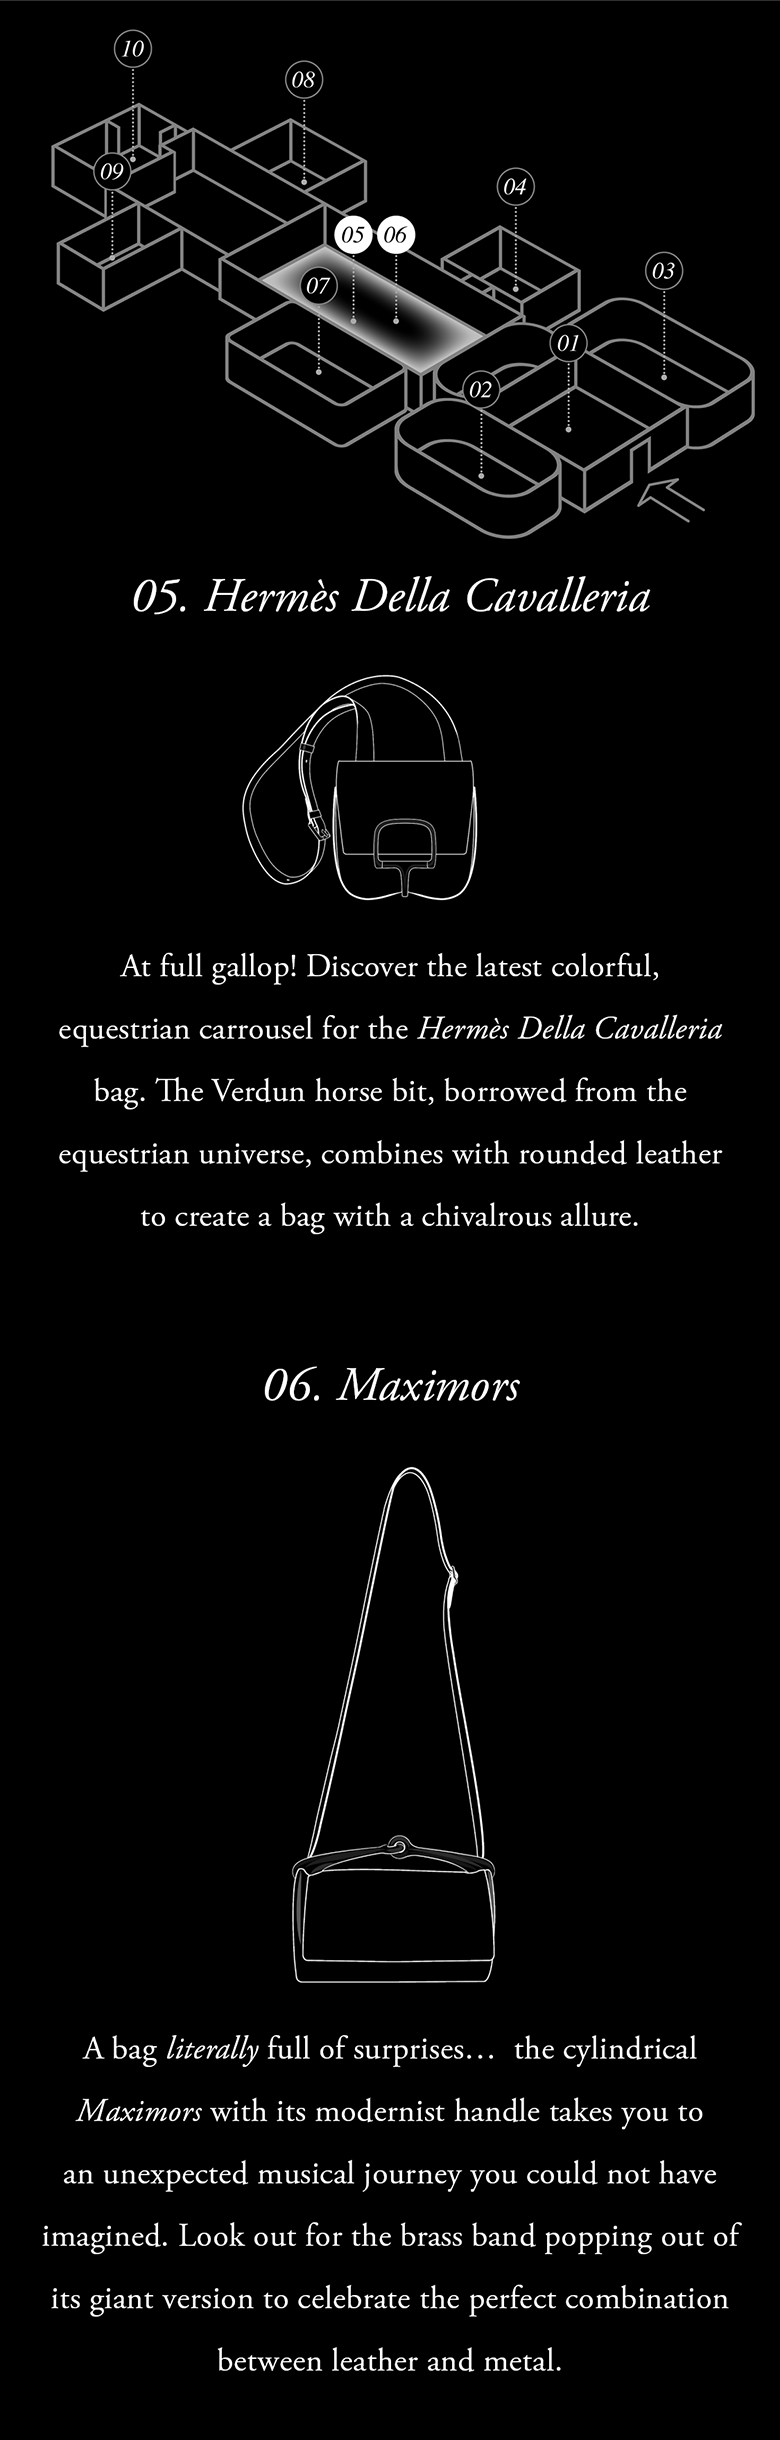 10
08
09
04
05 06
03
07
01
02
05. Hermès Della Cavalleria
At full gallop! Discover the latest colorful,
equestrian carrousel for the Hermès Della Cavalleria
bag. The Verdun horse bit, borrowed from the
equestrian universe, combines with rounded leather
to create a bag with a chivalrous allure.
06. Maximors
A bag literally full of surprises… the cylindrical
Maximors with its modernist handle takes you to
an unexpected musical journey you could not have
imagined. Look out for the brass band popping out of
its giant version to celebrate the perfect combination
between leather and metal.